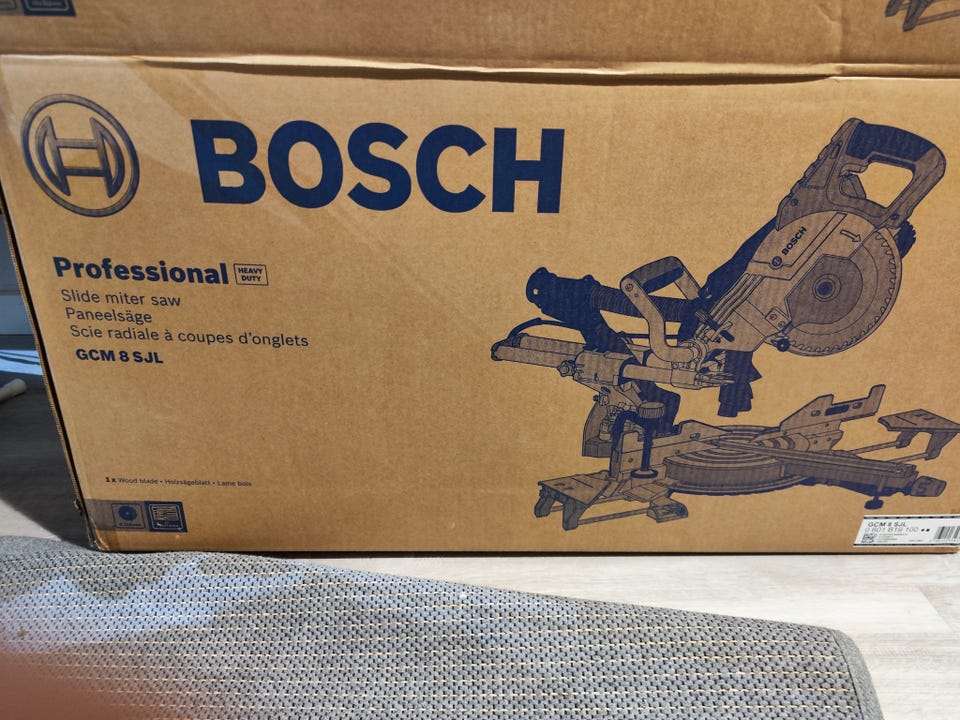 BOSCH
Professional HEAVY DUTY
Slide miter saw
Paneelsäge
Scie radiale à coupes d'onglets
GCM 8 SJL
BOSCH
1 x Wood blade • Holzsägeblatt • Lame bois
GCM 8 SJL
0 601 B19 100